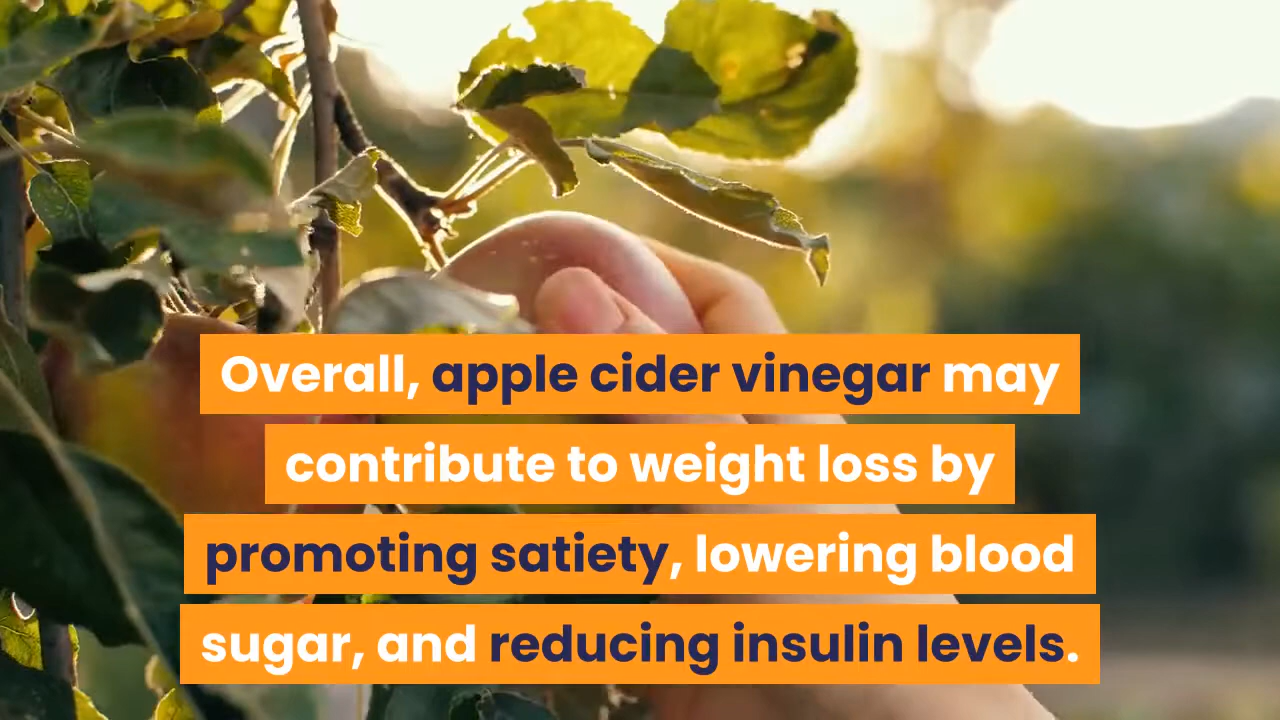 Overall, apple cider vinegar may
contribute to weight loss by
promoting satiety, lowering blood
sugar, and reducing insulin levels.